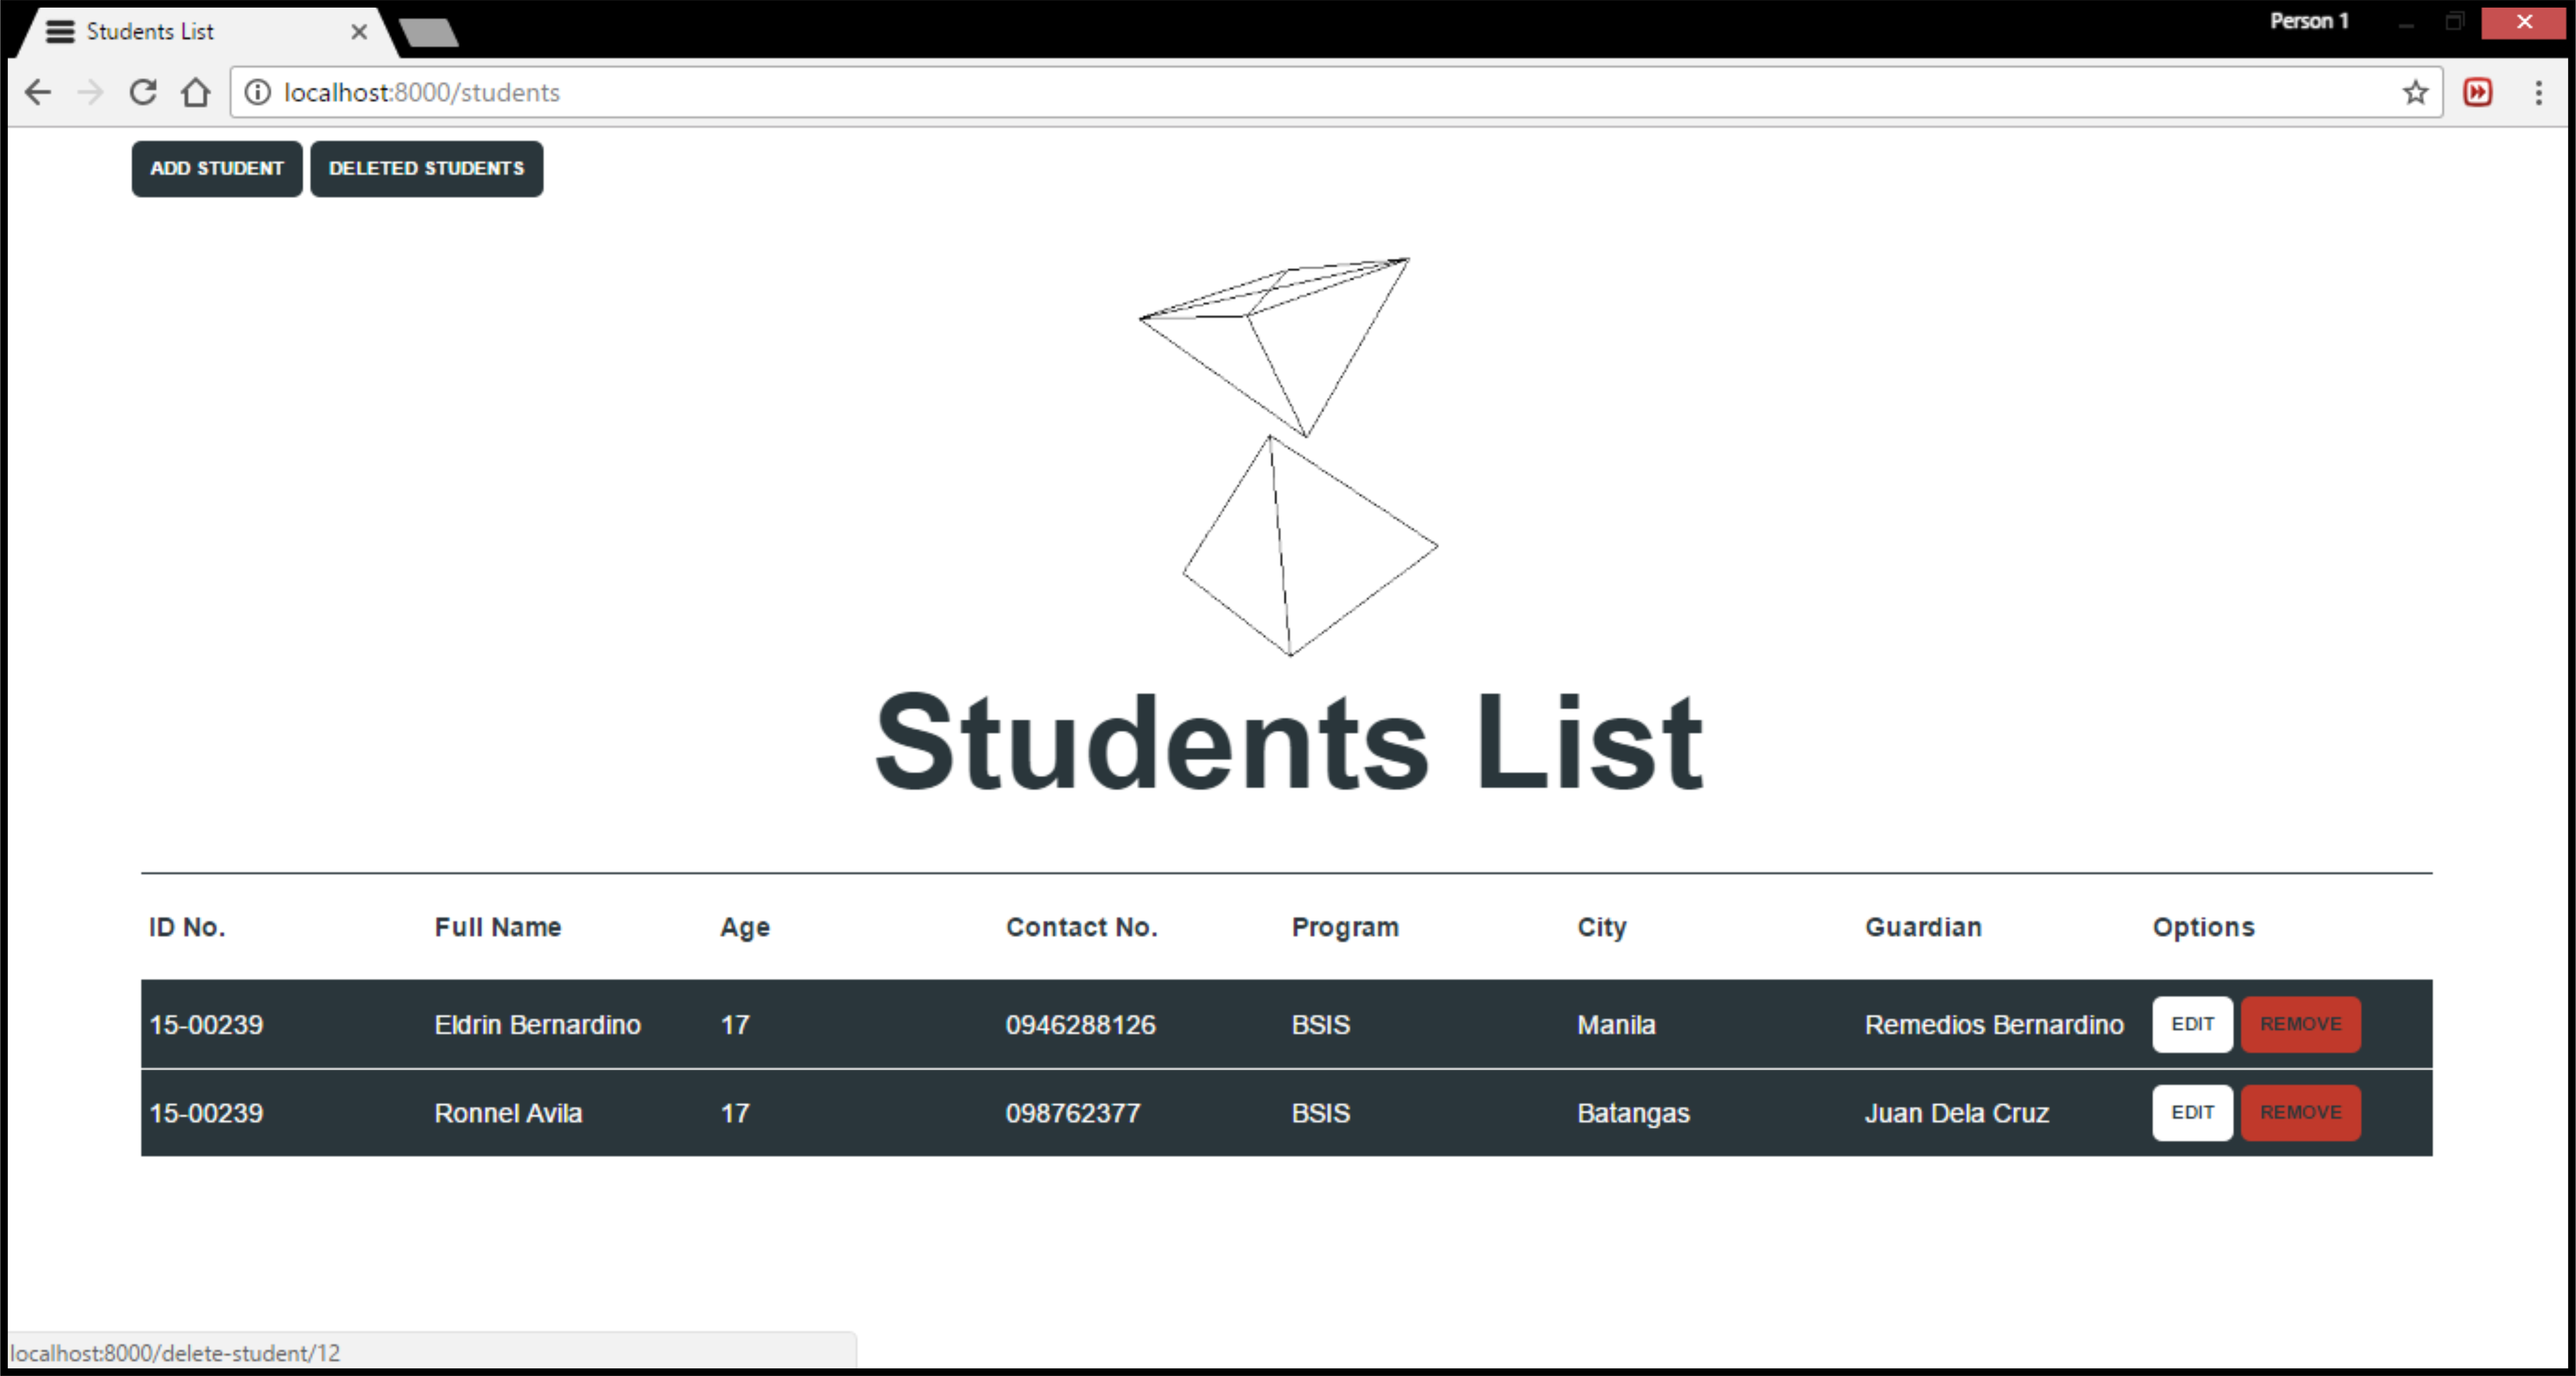 Students List
Person 1
localhost:8000/students
ADD STUDENT DELETED STUDENTS
Students List
ID No. Full Name Age Contact No. Program City Guardian Options
15-00239 Eldrin Bernardino 17 0946288126 BSIS Manila Remedios Bernardino EDIT REMOVE
15-00239 Ronnel Avila 17 098762377 BSIS Batangas Juan Dela Cruz EDIT REMOVE
localhost:8000/delete-student/12